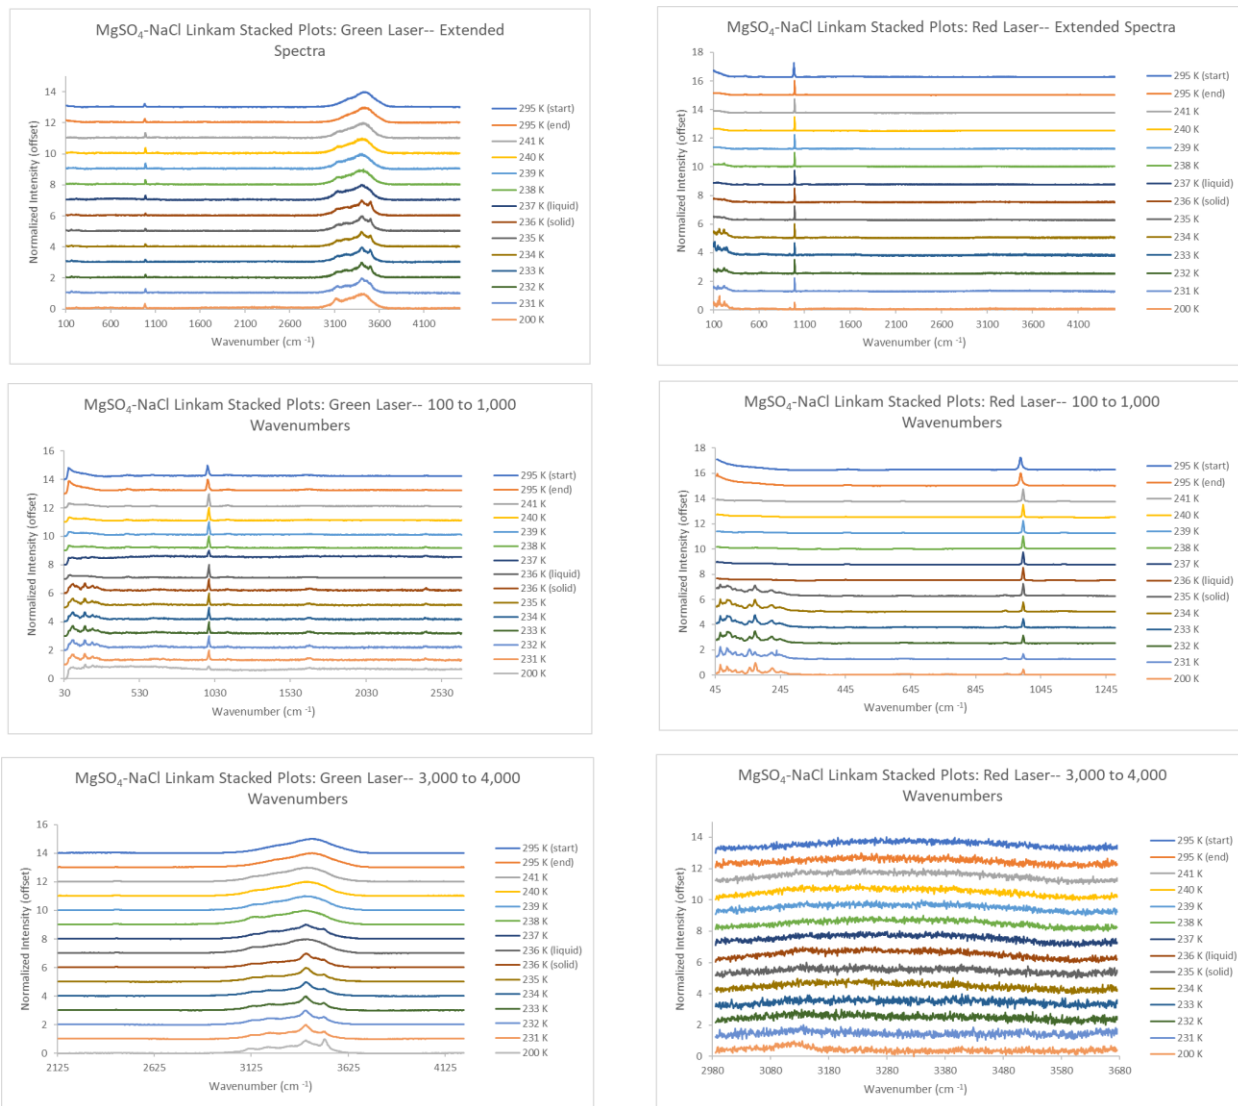 MgSO₄-NaCl Linkam Stacked Plots: Green Laser-- Extended
Spectra
Normalized Intensity (offset)
14
12
10
8
6
4
2
0
100 600 1100 1600 2100 2600 3100 3600 4100
Wavenumber (cm ⁻¹)
295 K (start)
295 K (end)
241 K
240 K
239 K
238 K
237 K (liquid)
236 K (solid)
235 K
234 K
233 K
232 K
231 K
200 K
MgSO₄-NaCl Linkam Stacked Plots: Red Laser-- Extended Spectra
Normalized Intensity (offset)
18
16
14
12
10
8
6
4
2
0
100 600 1100 1600 2100 2600 3100 3600 4100
Wavenumber (cm ⁻¹)
295 K (start)
295 K (end)
241 K
240 K
239 K
238 K
237 K (liquid)
236 K (solid)
235 K
234 K
233 K
232 K
231 K
200 K
MgSO₄-NaCl Linkam Stacked Plots: Green Laser-- 100 to 1,000
Wavenumbers
Normalized Intensity (offset)
16
14
12
10
8
6
4
2
0
30 530 1030 1530 2030 2530
Wavenumber (cm ⁻¹)
295 K (start)
295 K (end)
241 K
240 K
239 K
238 K
237 K
236 K (liquid)
236 K (solid)
235 K
234 K
233 K
232 K
231 K
200 K
MgSO₄-NaCl Linkam Stacked Plots: Red Laser-- 100 to 1,000
Wavenumbers
Normalized Intensity (offset)
18
16
14
12
10
8
6
4
2
0
45 245 445 645 845 1045 1245
Wavenumber (cm ⁻¹)
295 K (start)
295 K (end)
241 K
240 K
239 K
238 K
237 K
236 K (liquid)
235 K (solid)
234 K
233 K
232 K
231 K
200 K
MgSO₄-NaCl Linkam Stacked Plots: Green Laser-- 3,000 to 4,000
Wavenumbers
Normalized Intensity (offset)
16
14
12
10
8
6
4
2
0
2125 2625 3125 3625 4125
Wavenumber (cm ⁻¹)
295 K (start)
295 K (end)
241 K
240 K
239 K
238 K
237 K
236 K (liquid)
236 K (solid)
235 K
234 K
233 K
232 K
231 K
200 K
MgSO₄-NaCl Linkam Stacked Plots: Red Laser-- 3,000 to 4,000
Wavenumbers
Normalized Intensity (offset)
14
12
10
8
6
4
2
0
2980 3080 3180 3280 3380 3480 3580 3680
Wavenumber (cm ⁻¹)
295 K (start)
295 K (end)
241 K
240 K
239 K
238 K
237 K
236 K (liquid)
235 K (solid)
234 K
233 K
232 K
231 K
200 K